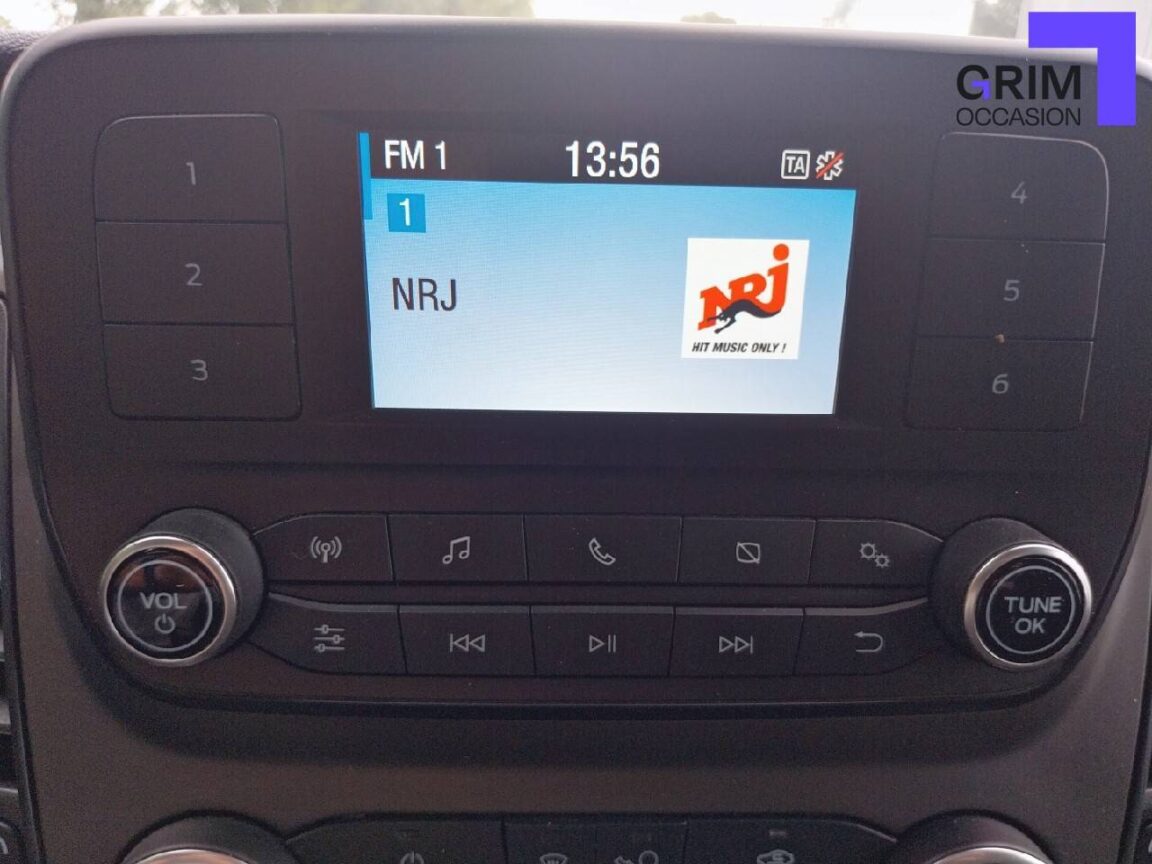 GRIM
OCCASION
FM 1
13:56
TA
1
NRJ
NRJ
HIT MUSIC ONLY !
1
2
3
4
5
6
VOL
TUNE
OK